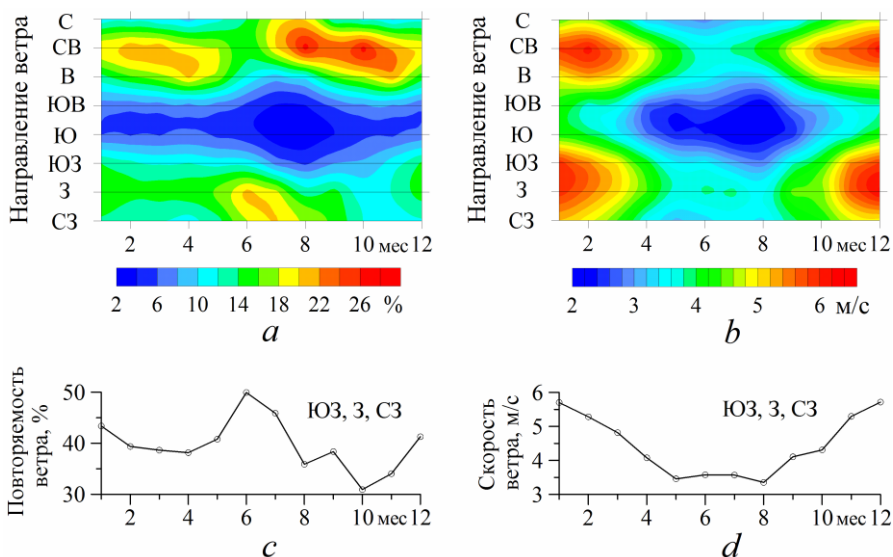 Направление ветра
С
СВ
В
ЮВ
Ю
ЮЗ
З
СЗ
2 4 6 8 10 мес 12
2 6 10 14 18 22 26 %
a
Направление ветра
С
СВ
В
ЮВ
Ю
ЮЗ
З
СЗ
2 4 6 8 10 мес 12
2 3 4 5 6 м/с
b
Повторяемость
ветра, %
50
40
30
ЮЗ, З, СЗ
2 4 6 8 10 мес 12
c
Скорость
ветра, м/с
6
5
4
3
ЮЗ, З, СЗ
2 4 6 8 10 мес 12
d